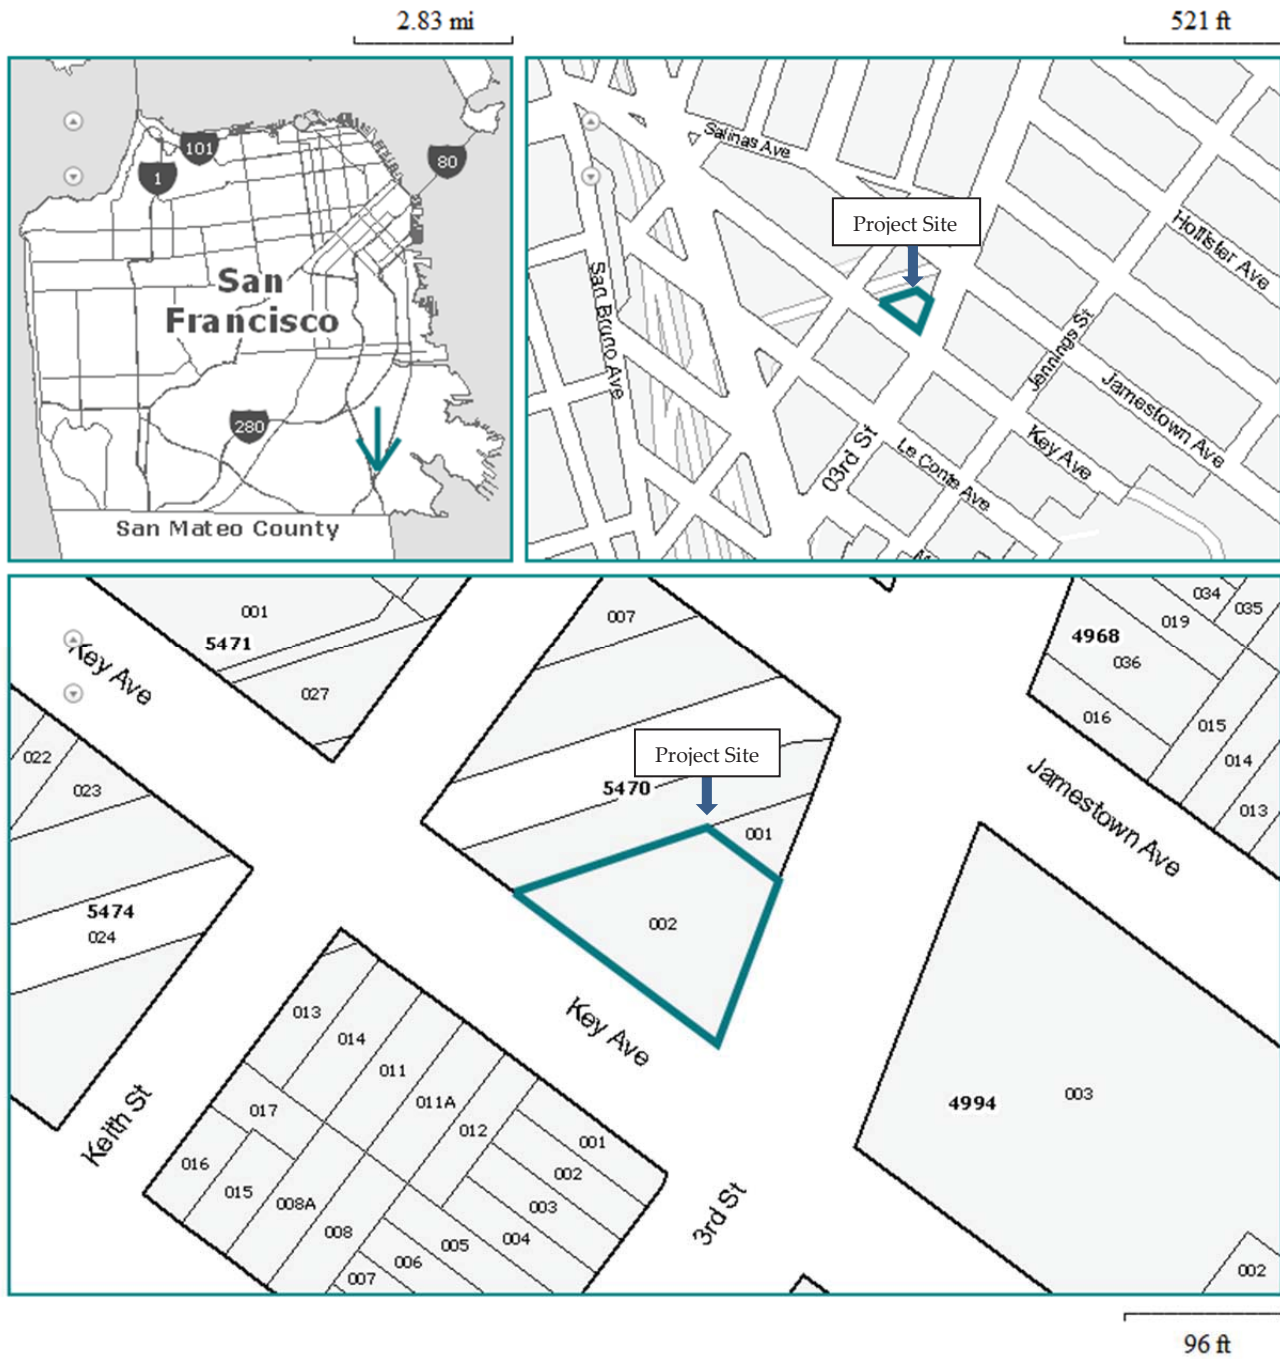 2.83 mi
521 ft
101
1
80
San
Francisco
280
San Mateo County
Salinas Ave
Project Site
Hollister Ave
San Bruno Ave
Jennings St
Jamestown Ave
Key Ave
03rd St
Le Conte Ave
001
5471
Key Ave
027
007
034
035
019
4968
036
016
015
014
013
022
023
Project Site
5470
001
Jamestown Ave
002
5474
024
Key Ave
013
014
011
011A
012
017
016
015
008A
008
001
002
003
004
005
006
007
Keith St
3rd St
4994
003
002
96 ft